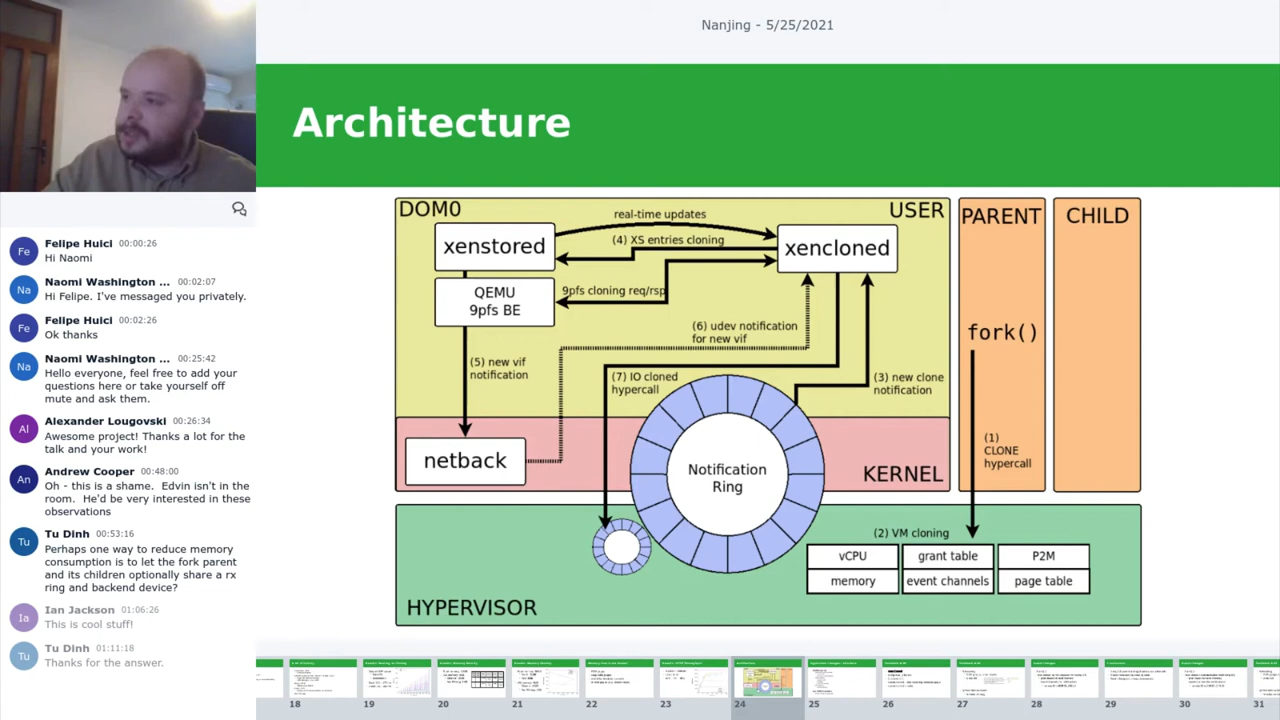 Nanjing - 5/25/2021
Architecture
Felipe Huici 00:00:26
Hi Naomi
Naomi Washington ... 00:02:07
Hi Felipe. I've messaged you privately.
Felipe Huici 00:02:26
Ok thanks
Naomi Washington ... 00:25:42
Hello everyone, feel free to add your
questions here or take yourself off
mute and ask them.
Alexander Lougovski 00:26:34
Awesome project! Thanks a lot for the
talk and your work!
Andrew Cooper 00:48:00
Oh - this is a shame.  Edvin isn't in the
room.  He'd be very interested in these
observations
Tu Dinh 00:53:16
Perhaps one way to reduce memory
consumption is to let the fork parent
and its children optionally share a rx
ring and backend device?
Ian Jackson 01:06:26
This is cool stuff!
Tu Dinh 01:11:18
Thanks for the answer.
Fe
Na
Fe
Na
Al
An
Tu
Ia
Tu
DOM0
USER
PARENT
CHILD
real-time updates
xenstored
(4) XS entries cloning
xencloned
QEMU
9pfs BE
9pfs cloning req/rsp
(6) udev notification
for new vif
fork()
(5) new vif
notification
(7) IO cloned
hypercall
(3) new clone
notification
netback
Notification
Ring
KERNEL
(1)
CLONE
hypercall
(2) VM cloning
vCPU
grant table
P2M
memory
event channels
page table
HYPERVISOR
18
19
20
21
22
23
24
25
26
27
28
29
30
31